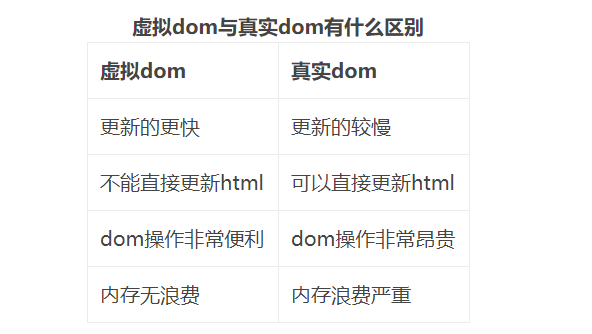 虚拟dom与真实dom有什么区别
虚拟dom 真实dom
更新的更快 更新的较慢
不能直接更新html 可以直接更新html
dom操作非常便利 dom操作非常昂贵
内存无浪费 内存浪费严重